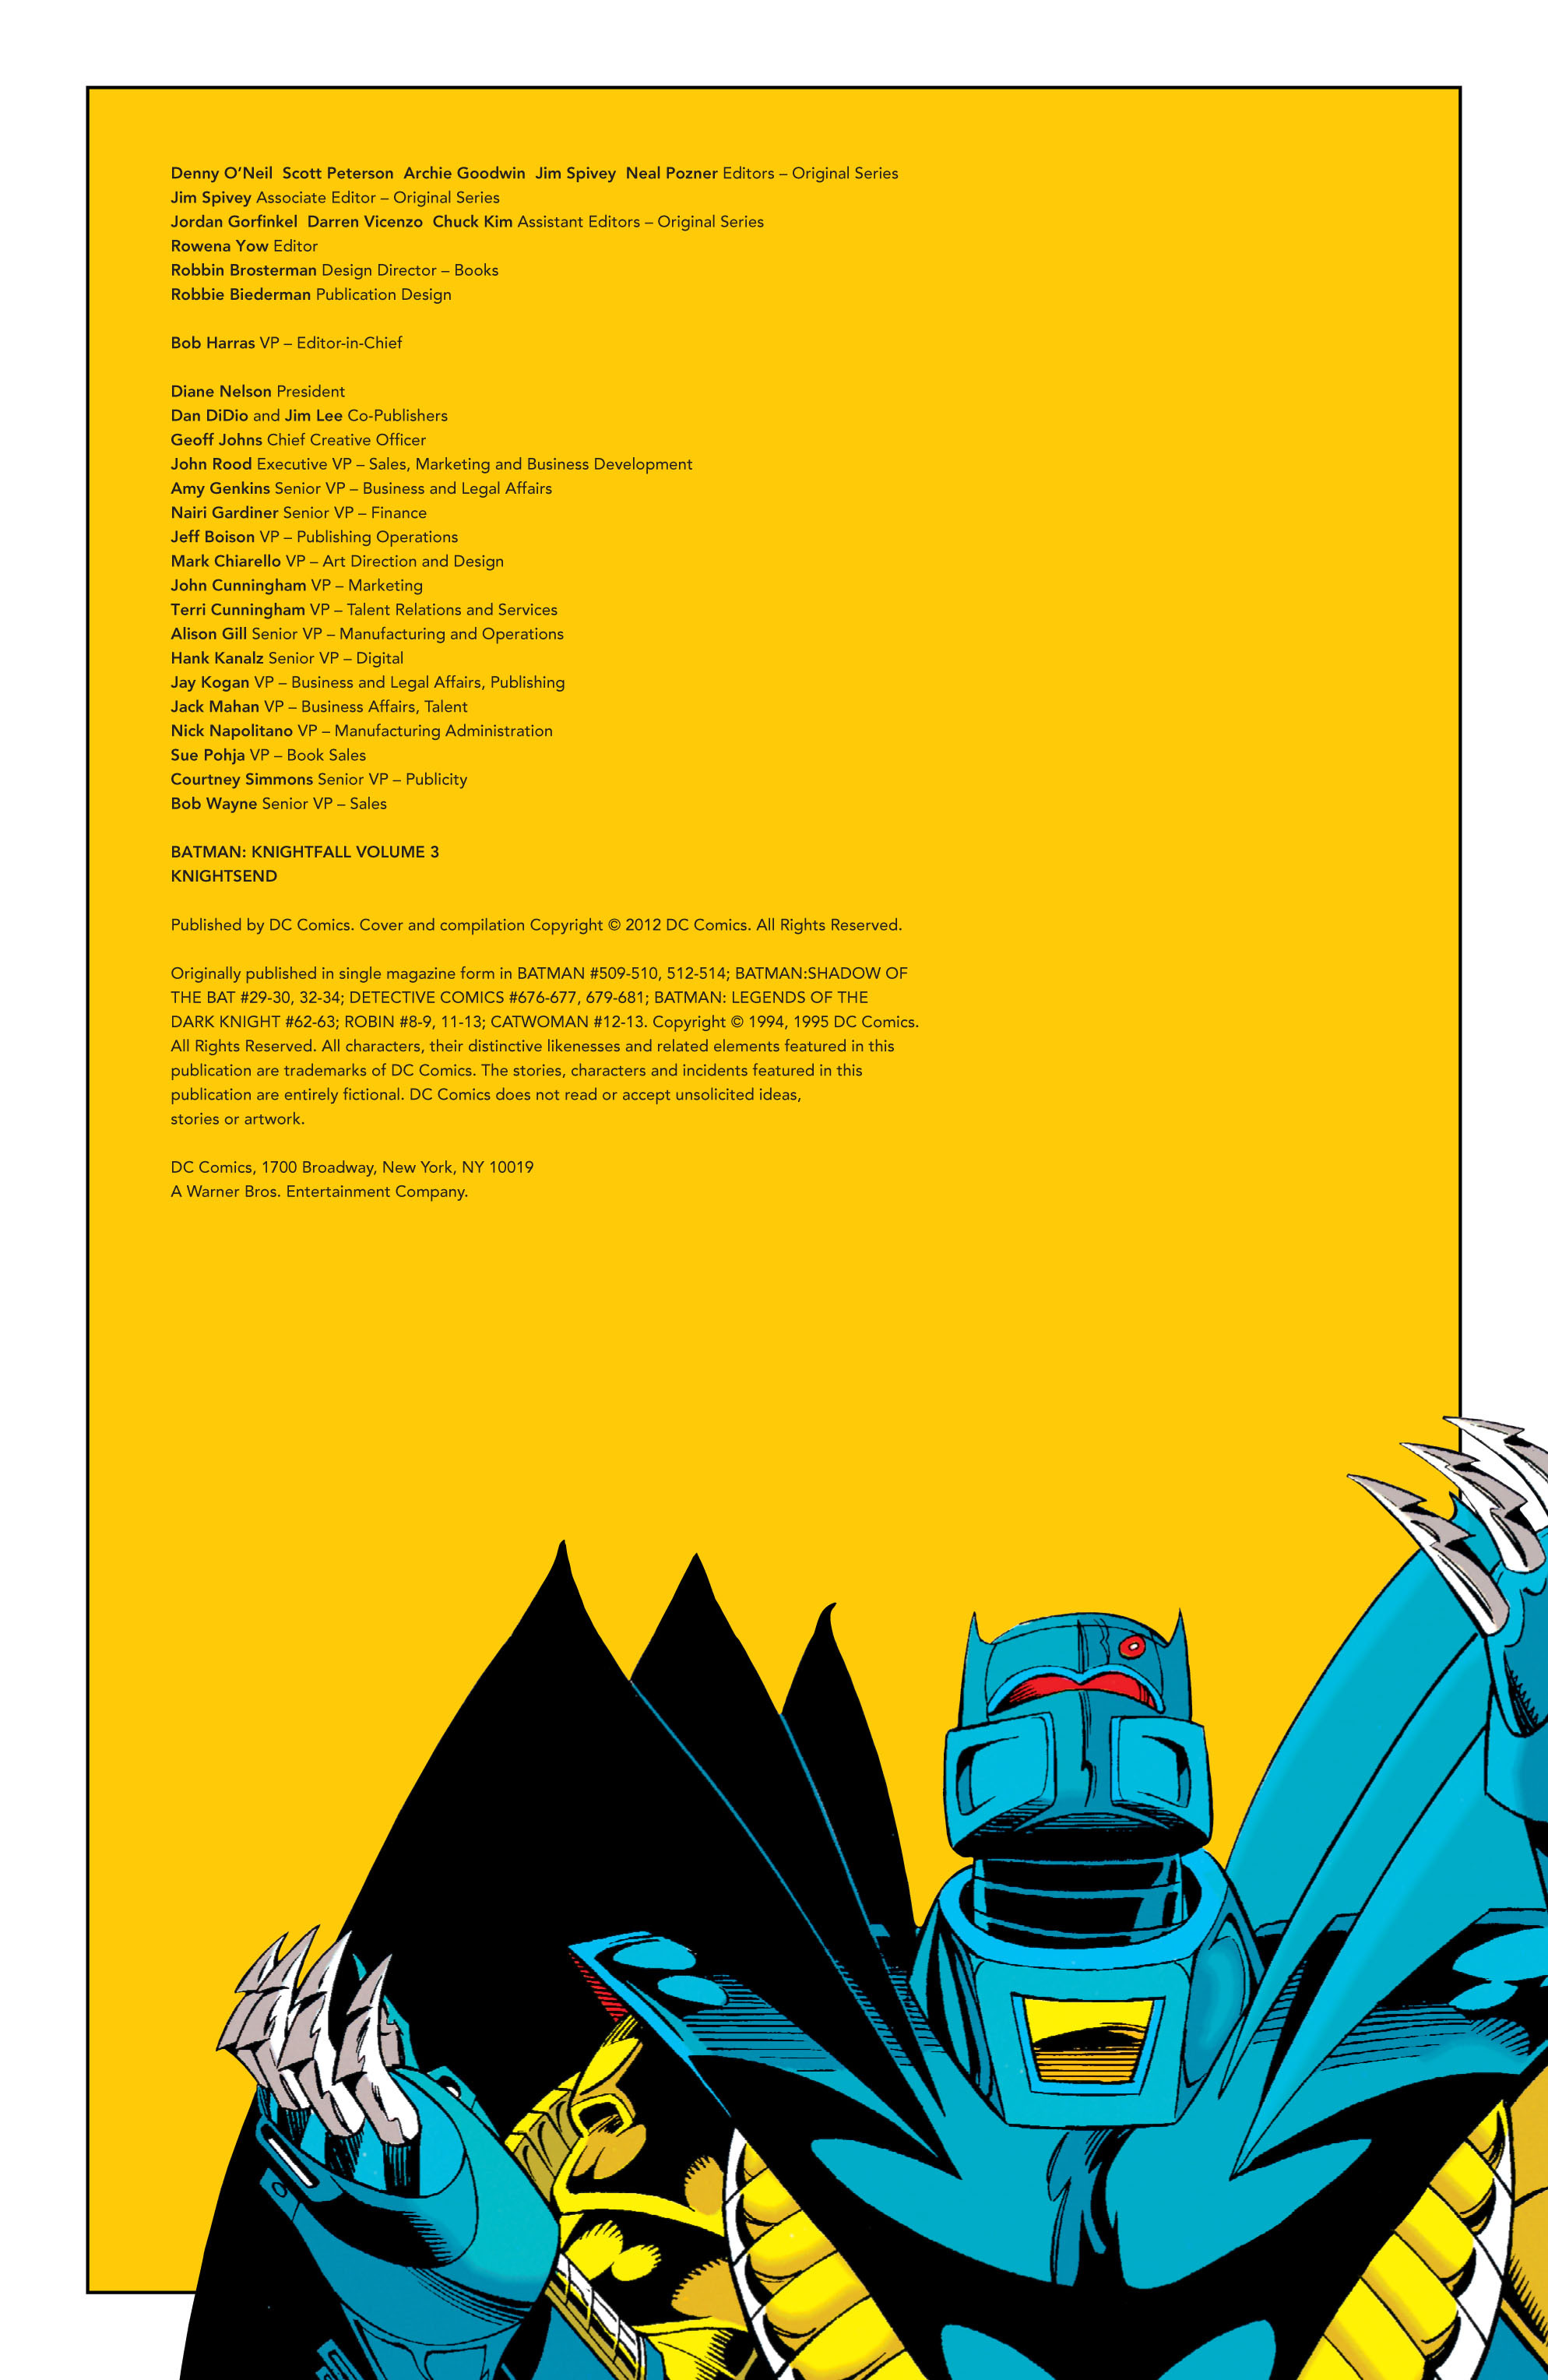 Denny O’Neil  Scott Peterson  Archie Goodwin  Jim Spivey  Neal Pozner Editors – Original Series
Jim Spivey Associate Editor – Original Series
Jordan Gorfinkel  Darren Vicenzo  Chuck Kim Assistant Editors – Original Series
Rowena Yow Editor
Robbin Brosterman Design Director – Books
Robbie Biederman Publication Design
Bob Harras VP – Editor-in-Chief
Diane Nelson President
Dan DiDio and Jim Lee Co-Publishers
Geoff Johns Chief Creative Officer
John Rood Executive VP – Sales, Marketing and Business Development
Amy Genkins Senior VP – Business and Legal Affairs
Nairi Gardiner Senior VP – Finance
Jeff Boison VP – Publishing Operations
Mark Chiarello VP – Art Direction and Design
John Cunningham VP – Marketing
Terri Cunningham VP – Talent Relations and Services
Alison Gill Senior VP – Manufacturing and Operations
Hank Kanalz Senior VP – Digital
Jay Kogan VP – Business and Legal Affairs, Publishing
Jack Mahan VP – Business Affairs, Talent
Nick Napolitano VP – Manufacturing Administration
Sue Pohja VP – Book Sales
Courtney Simmons Senior VP – Publicity
Bob Wayne Senior VP – Sales
BATMAN: KNIGHTFALL VOLUME 3
KNIGHTSEND
Published by DC Comics. Cover and compilation Copyright © 2012 DC Comics. All Rights Reserved.
Originally published in single magazine form in BATMAN #509-510, 512-514; BATMAN:SHADOW OF
THE BAT #29-30, 32-34; DETECTIVE COMICS #676-677, 679-681; BATMAN: LEGENDS OF THE
DARK KNIGHT #62-63; ROBIN #8-9, 11-13; CATWOMAN #12-13. Copyright © 1994, 1995 DC Comics.
All Rights Reserved. All characters, their distinctive likenesses and related elements featured in this
publication are trademarks of DC Comics. The stories, characters and incidents featured in this
publication are entirely fictional. DC Comics does not read or accept unsolicited ideas,
stories or artwork.
DC Comics, 1700 Broadway, New York, NY 10019
A Warner Bros. Entertainment Company.